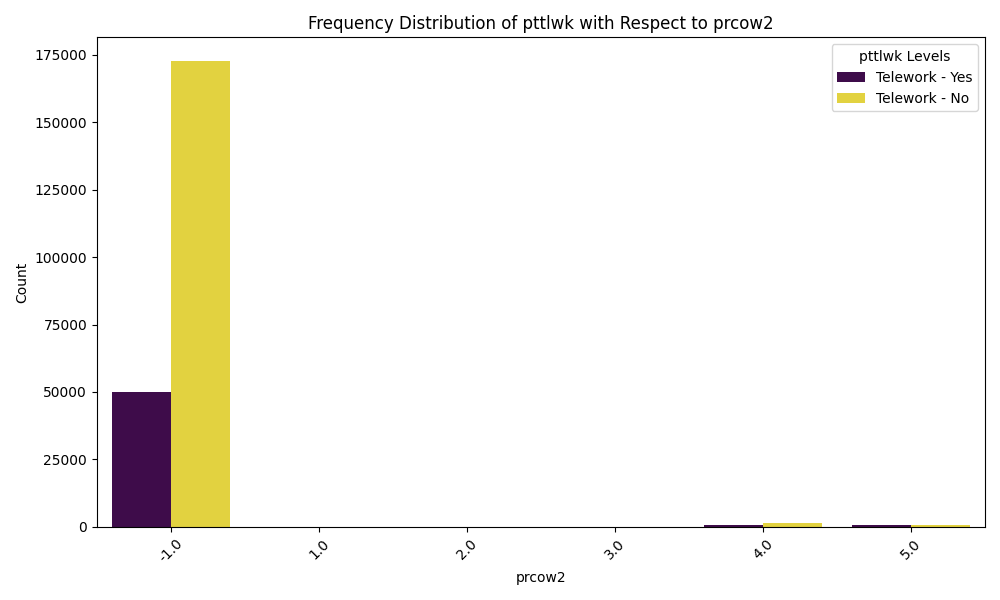 Frequency Distribution of pttlwk with Respect to prcow2
pttlwk Levels
Telework - Yes
Telework - No
Count
175000
150000
125000
100000
75000
50000
25000
0
-1.0
1.0
2.0
3.0
4.0
5.0
prcow2